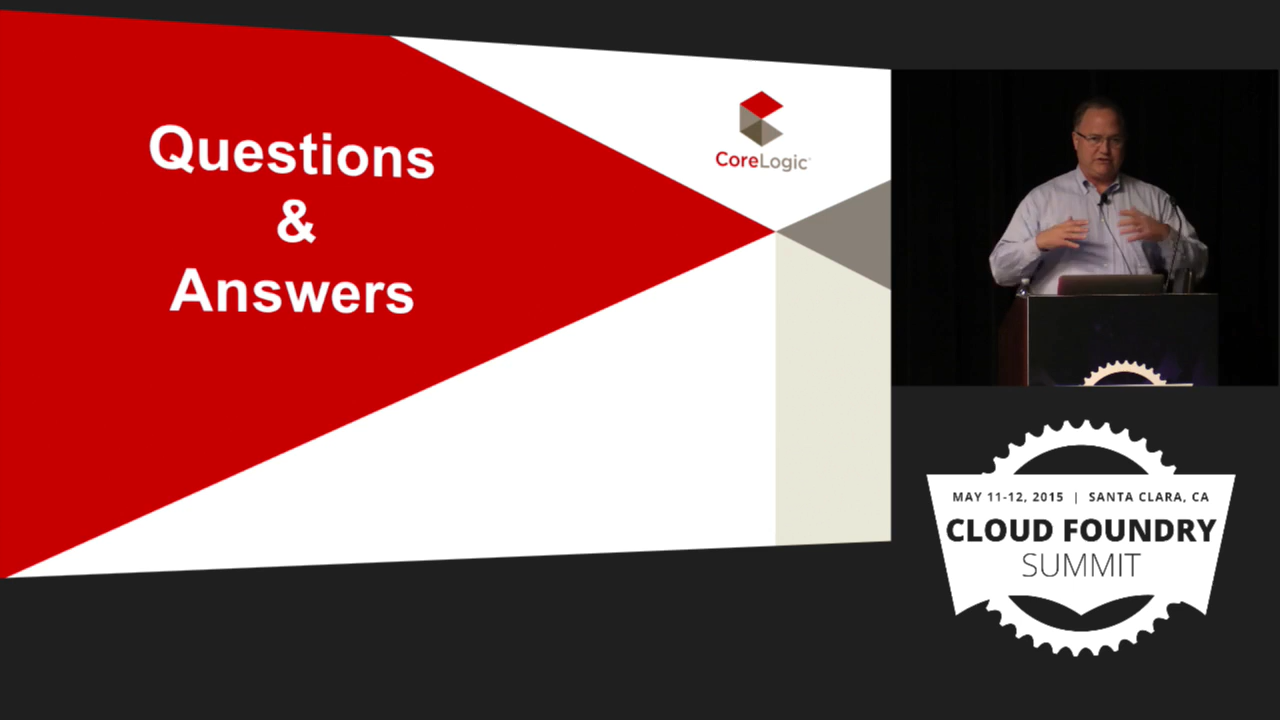 Questions
&
Answers
CoreLogic
MAY 11-12, 2015 | SANTA CLARA, CA
CLOUD FOUNDRY
SUMMIT